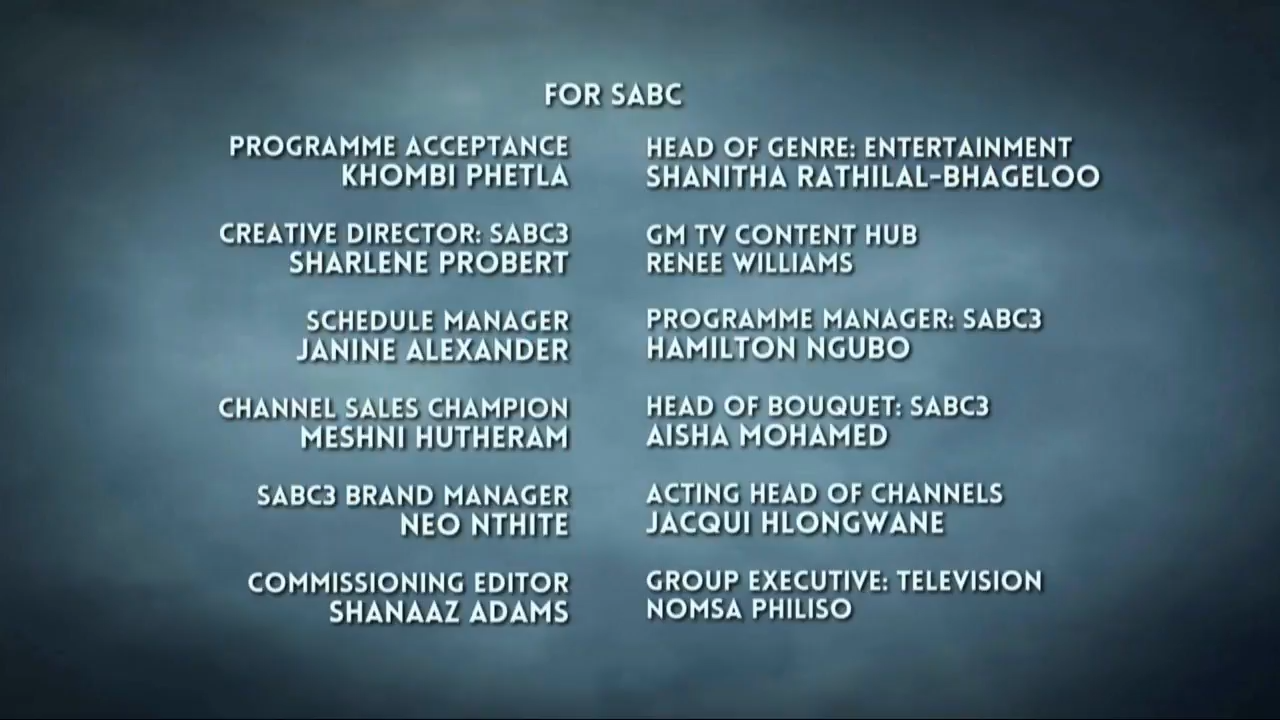 FOR SABC
PROGRAMME ACCEPTANCE
KHOMBI PHETLA
CREATIVE DIRECTOR: SABC3
SHARLENE PROBERT
SCHEDULE MANAGER
JANINE ALEXANDER
CHANNEL SALES CHAMPION
MESHNI HUTHERAM
SABC3 BRAND MANAGER
NEO NTHITE
COMMISSIONING EDITOR
SHANAAZ ADAMS
HEAD OF GENRE: ENTERTAINMENT
SHANITHA RATHILAL-BHAGELOO
GM TV CONTENT HUB
RENEE WILLIAMS
PROGRAMME MANAGER: SABC3
HAMILTON NGUBO
HEAD OF BOUQUET: SABC3
AISHA MOHAMED
ACTING HEAD OF CHANNELS
JACQUI HLONGWANE
GROUP EXECUTIVE: TELEVISION
NOMSA PHILISO